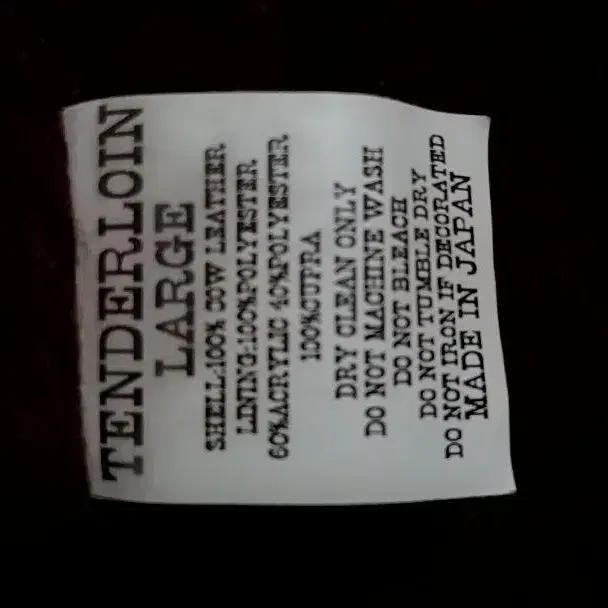 TENDERLOIN
LARGE
SHELL:100% COW LEATHER
LINING:100%POLYESTER
60%ACRYLIC 40%POLYESTER
100%CUPRA
DRY CLEAN ONLY
DO NOT MACHINE WASH
DO NOT BLEACH
DO NOT TUMBLE DRY
DO NOT IRON IF DECORATED
MADE IN JAPAN